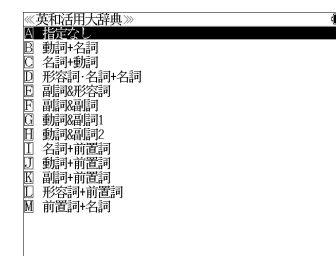 ≪英和活用大辞典≫
A 指定なし
B 動詞+名詞
C 名詞+動詞
D 形容詞・名詞+名詞
E 副詞&形容詞
F 副詞&副詞
G 動詞&副詞1
H 動詞&副詞2
I 名詞+前置詞
J 動詞+前置詞
K 副詞+前置詞
L 形容詞+前置詞
M 前置詞+名詞